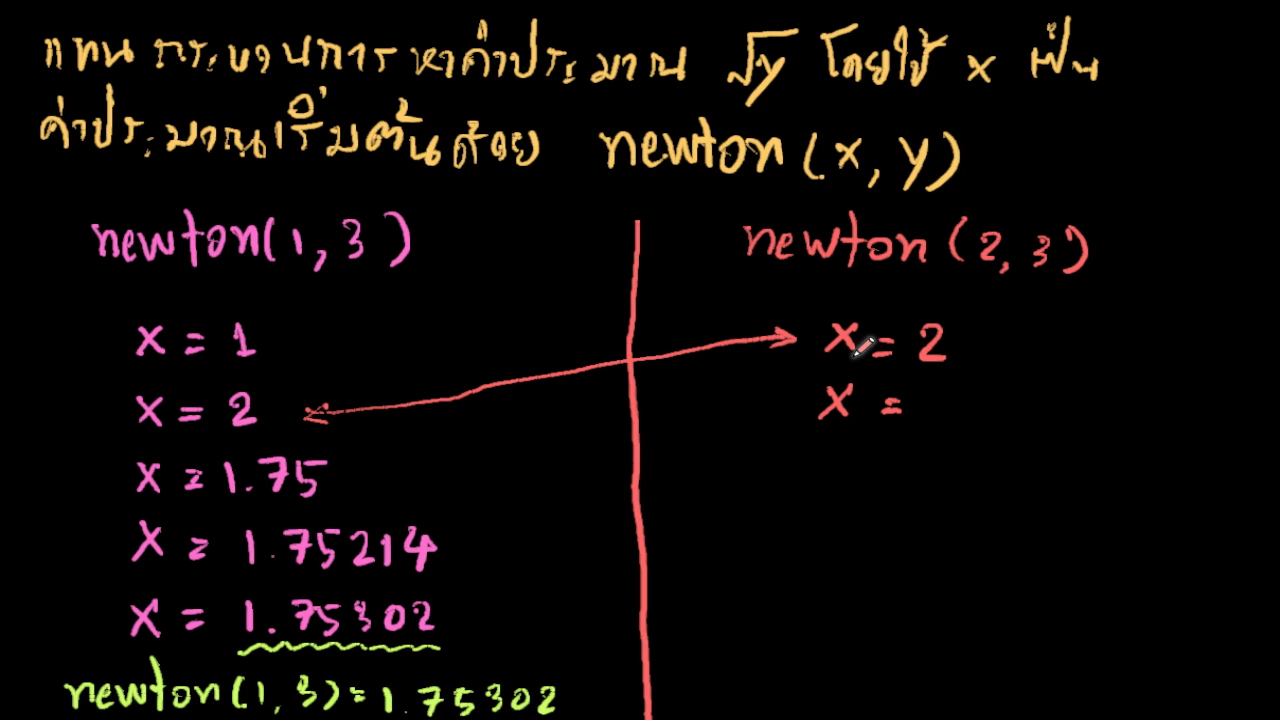 แทนกระบวนการหาค่าประมาณ √y โดยใช้ x เป็น
ค่าประมาณเริ่มต้นด้วย newton(x, y)
newton(1, 3)
x = 1
x = 2
x = 1.75
x = 1.75214
x = 1.75302
newton(1, 3) = 1.75302
newton(2, 3)
x = 2
x =